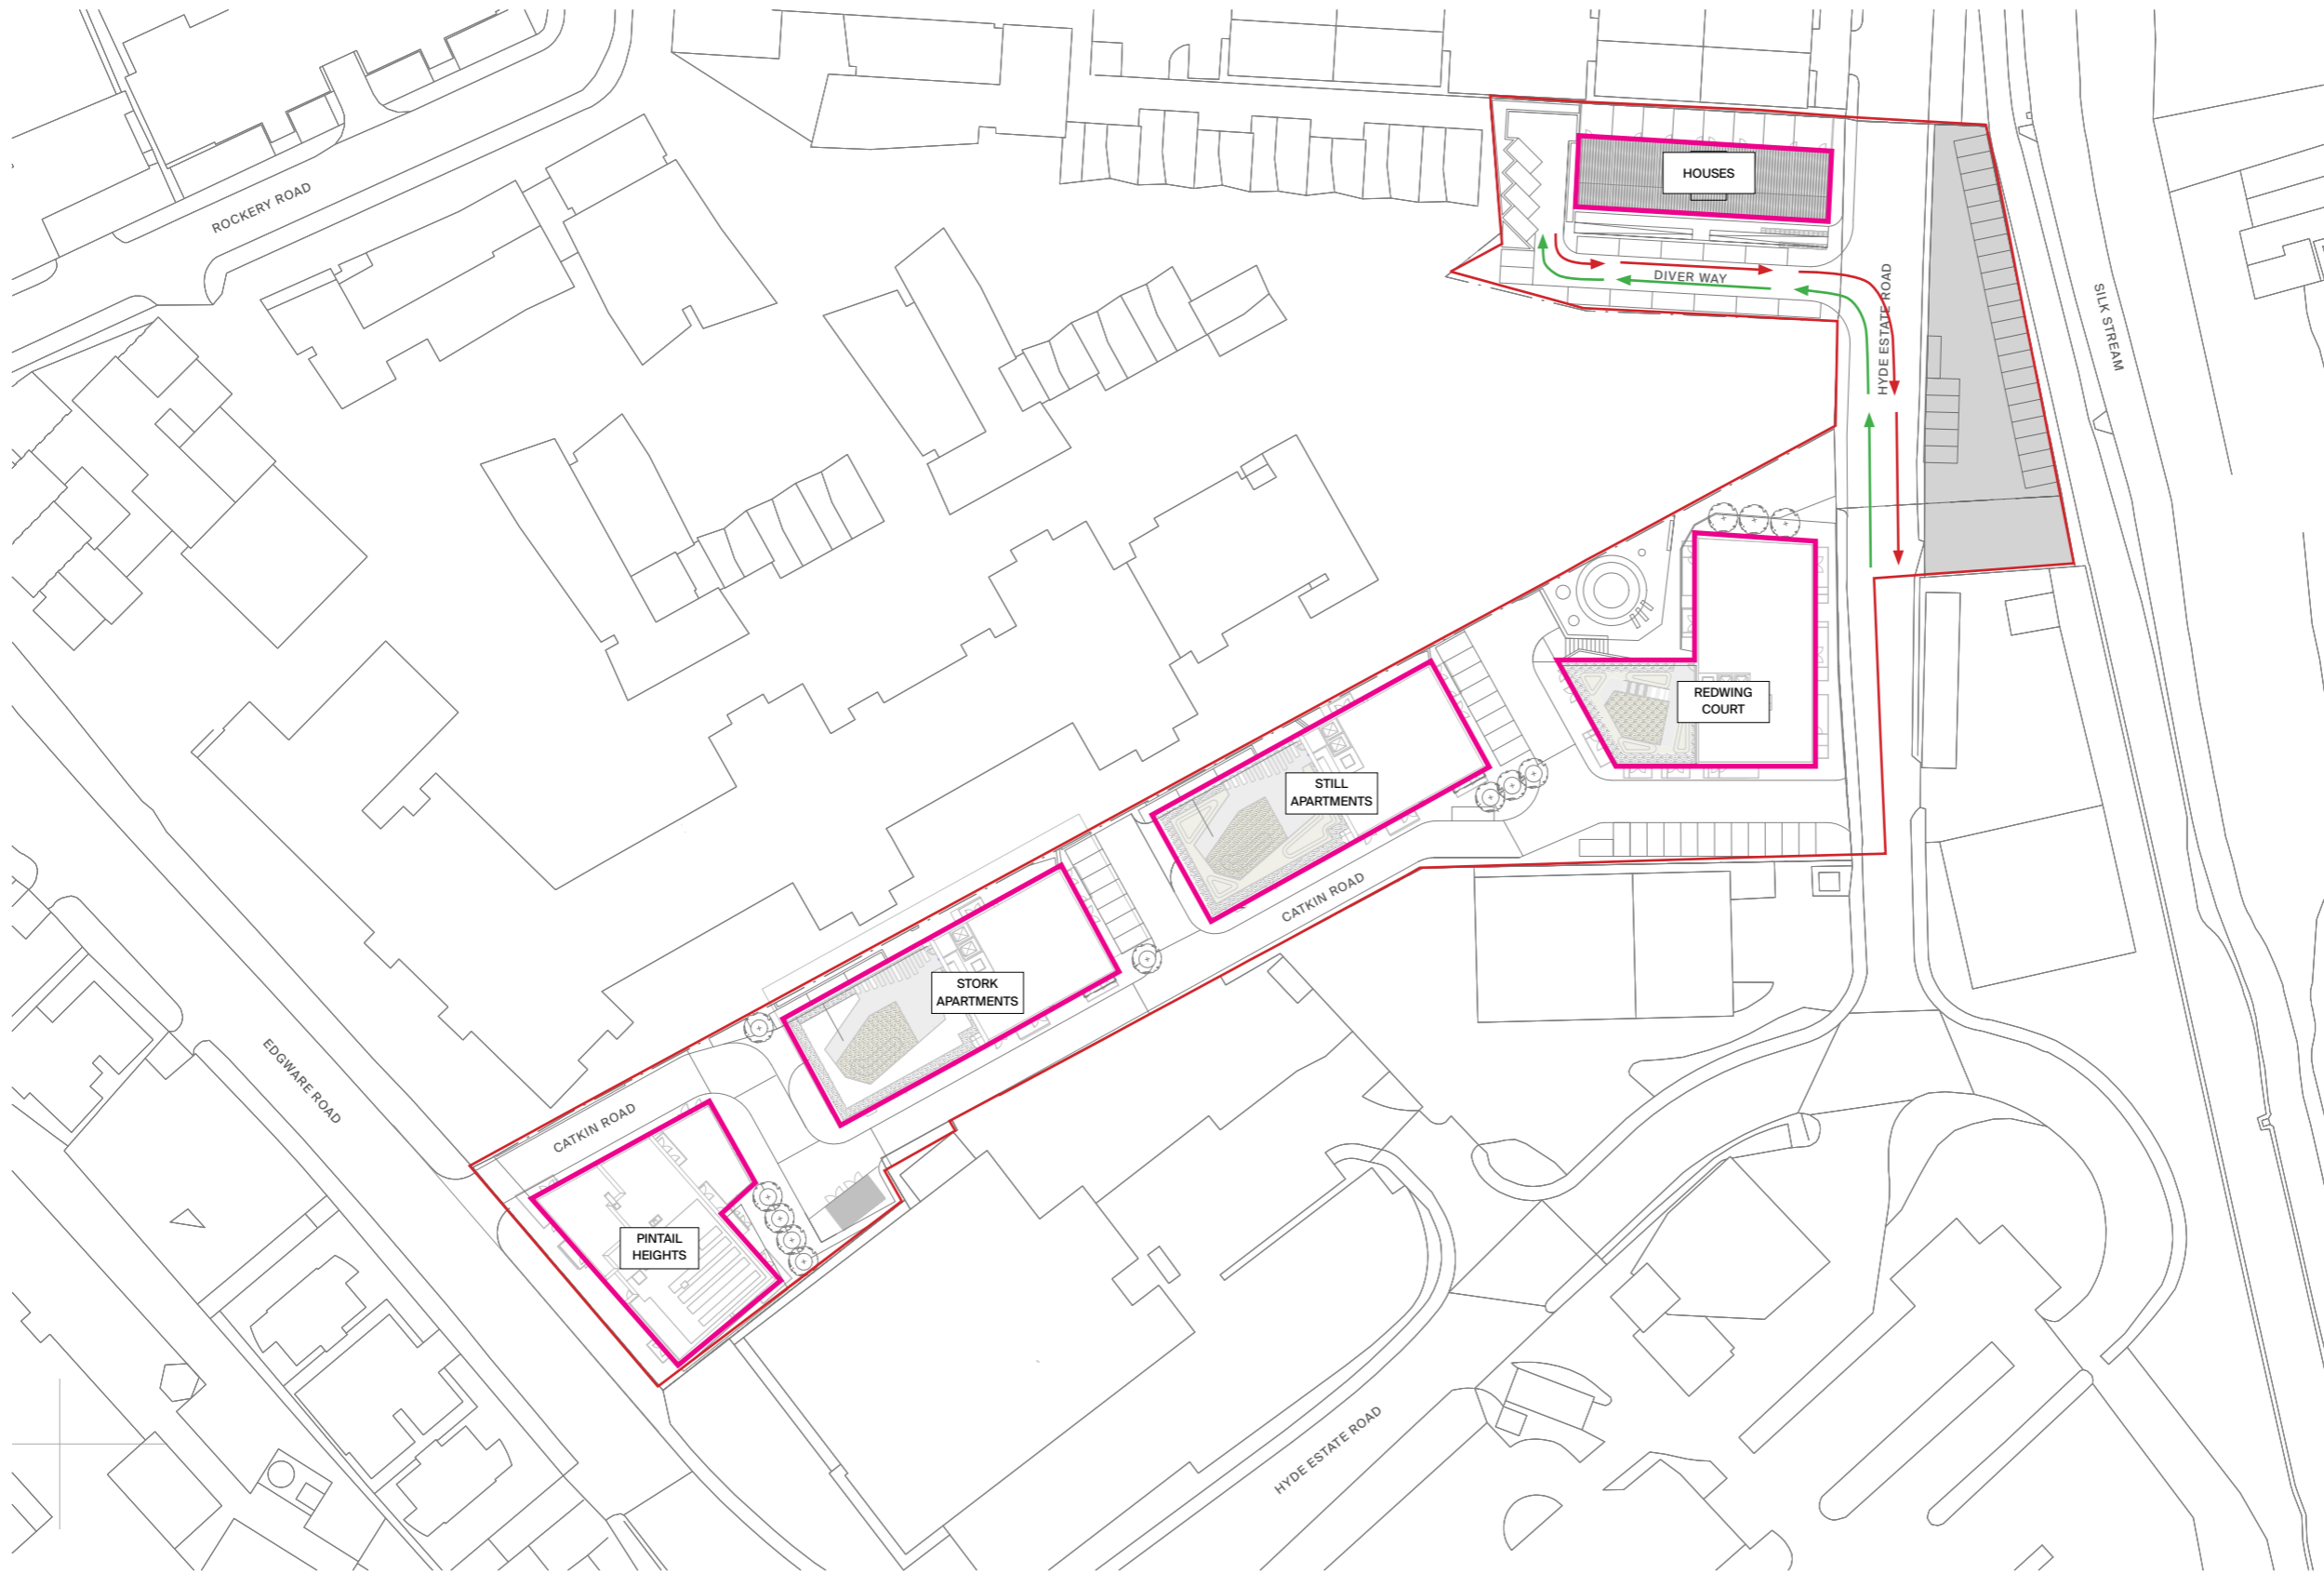 ROCKERY ROAD
HOUSES
DIVER WAY
HYDE ESTATE ROAD
SILK STREAM
REDWING
COURT
STILL
APARTMENTS
CATKIN ROAD
STORK
APARTMENTS
EDGWARE ROAD
CATKIN ROAD
PINTAIL
HEIGHTS
HYDE ESTATE ROAD